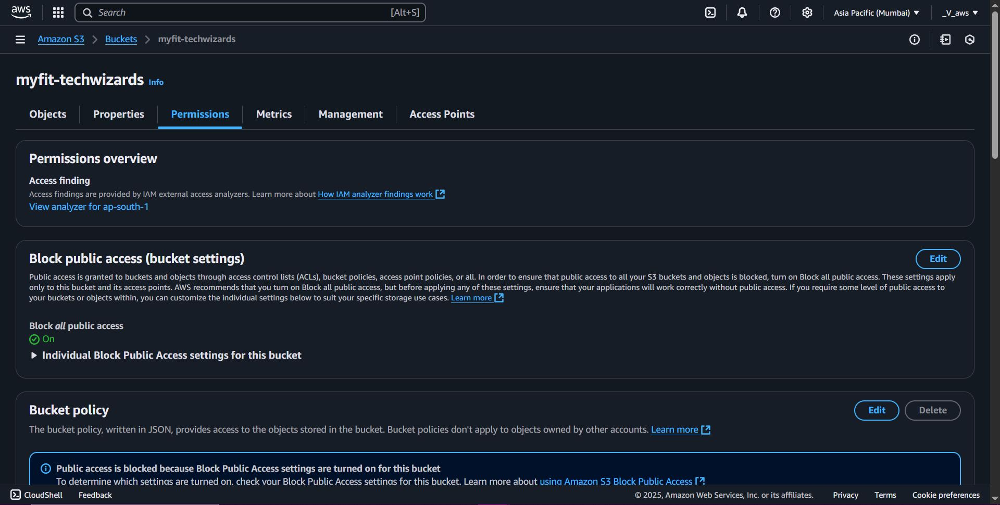 aws
Search [Alt+S]
Asia Pacific (Mumbai)
_V_aws
Amazon S3 > Buckets > myfit-techwizards
myfit-techwizards Info
Objects
Properties
Permissions
Metrics
Management
Access Points
Permissions overview
Access finding
Access findings are provided by IAM external access analyzers. Learn more about How IAM analyzer findings work
View analyzer for ap-south-1
Block public access (bucket settings)
Edit
Public access is granted to buckets and objects through access control lists (ACLs), bucket policies, access point policies, or all. In order to ensure that public access to all your S3 buckets and objects is blocked, turn on Block all public access. These settings apply
only to this bucket and its access points. AWS recommends that you turn on Block all public access, but before applying any of these settings, ensure that your applications will work correctly without public access. If you require some level of public access to
your buckets or objects within, you can customize the individual settings below to suit your specific storage use cases. Learn more
Block all public access
On
Individual Block Public Access settings for this bucket
Bucket policy
Edit
Delete
The bucket policy, written in JSON, provides access to the objects stored in the bucket. Bucket policies don't apply to objects owned by other accounts. Learn more
Public access is blocked because Block Public Access settings are turned on for this bucket
To determine which settings are turned on, check your Block Public Access settings for this bucket. Learn more about using Amazon S3 Block Public Access
CloudShell
Feedback
© 2025, Amazon Web Services, Inc. or its affiliates.
Privacy
Terms
Cookie preferences